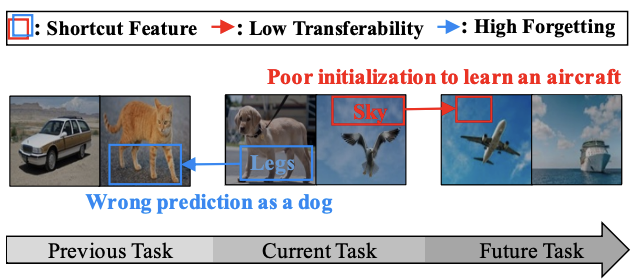 : Shortcut Feature : Low Transferability : High Forgetting
Poor initialization to learn an aircraft
Sky
Legs
Wrong prediction as a dog
Previous Task Current Task Future Task